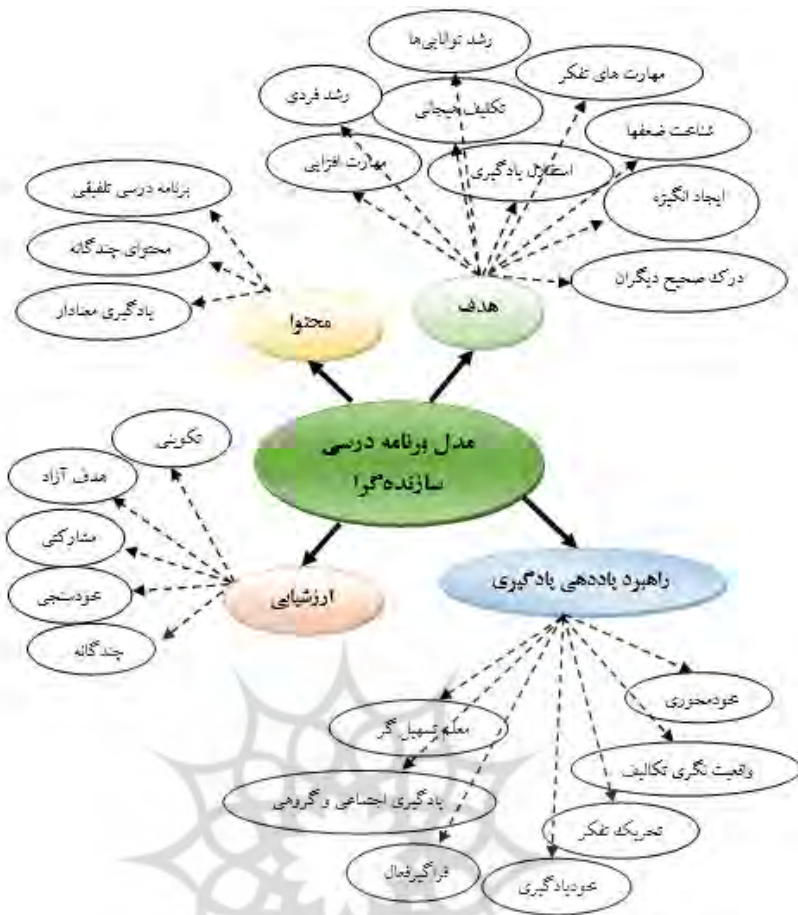 رشد توانایی‌ها
مهارت های تفکر
رشد فردی
تکلیف هیجانی
شناخت ضعفها
مهارت افزایی
استقلال یادگیری
ایجاد انگیزه
درک صحیح دیگران
هدف
برنامه درسی تلفیقی
محتوای چندگانه
یادگیری معنادار
محتوا
مدل برنامه درسی
سازنده‌گرا
تکوینی
هدف آزاد
مشارکتی
خودسنجی
چندگانه
ارزشیابی
راهبرد یاددهی یادگیری
خودمحوری
معلم تسهیل گر
واقعیت نگری تکالیف
یادگیری اجتماعی و گروهی
تحریک تفکر
فراگیرفعال
خودیادگیری